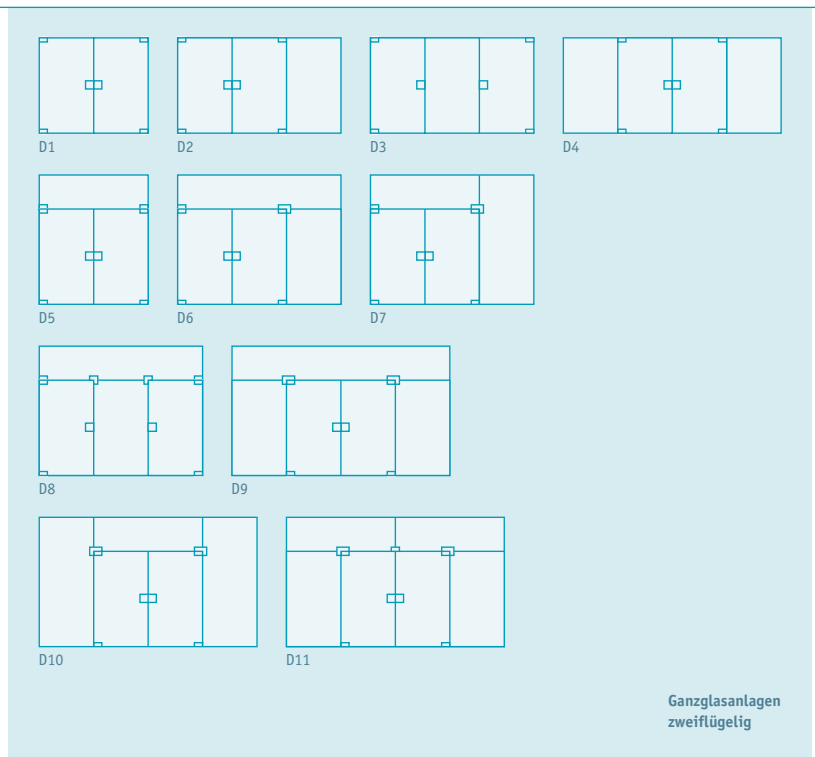 D1
D2
D3
D4
D5
D6
D7
D8
D9
D10
D11
Ganzglasanlagen
zweiflügelig